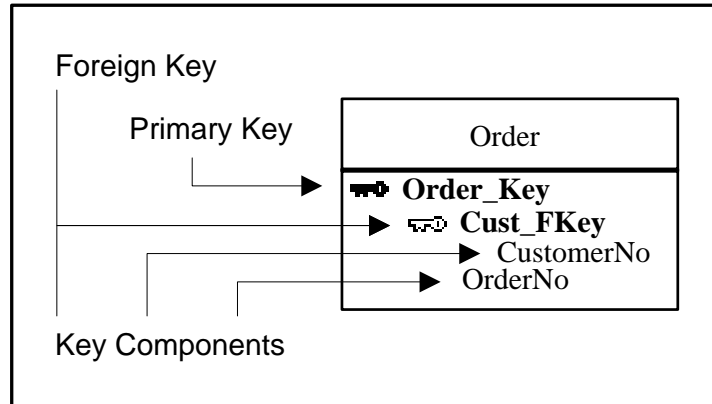 Foreign Key
Primary Key
Order
Order_Key
Cust_FKey
CustomerNo
OrderNo
Key Components